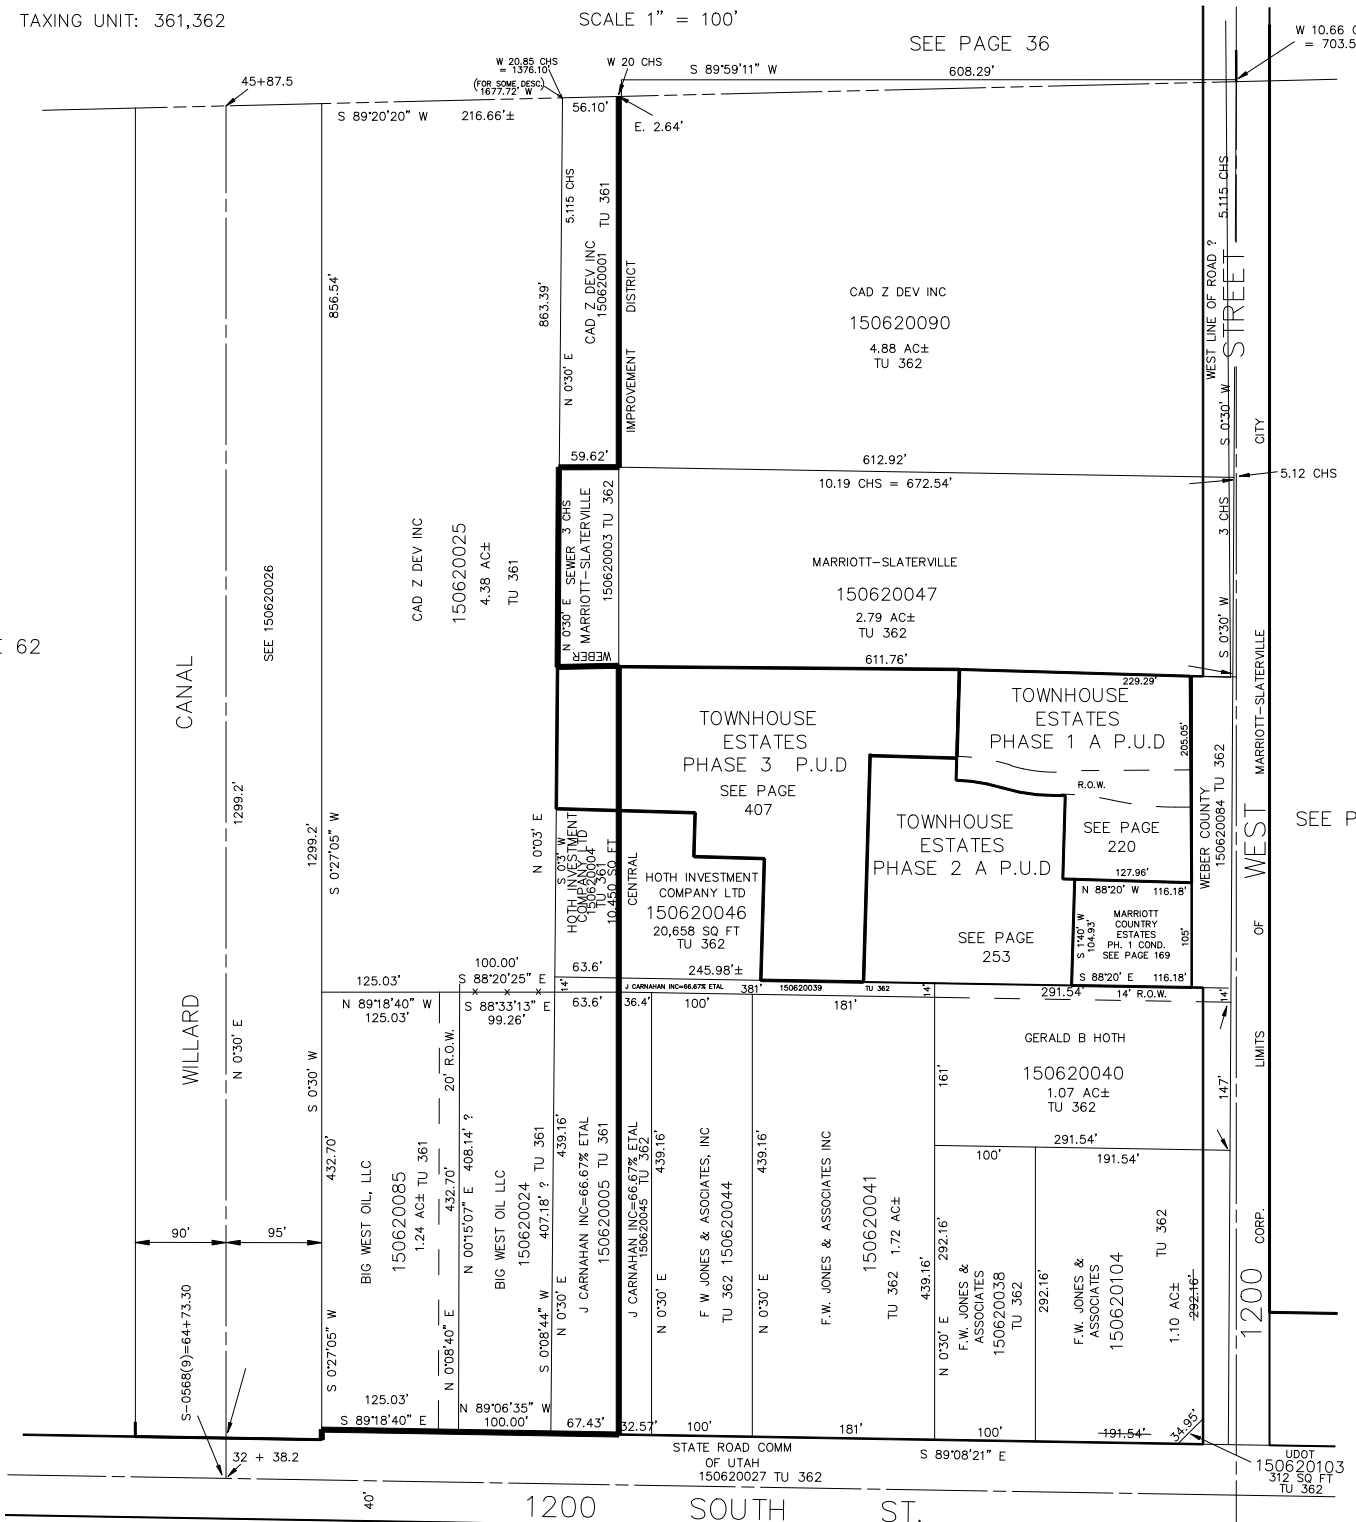 TAXING UNIT: 361,362
SCALE 1" = 100'
SEE PAGE 36
W 10.66
= 703.5
W 20.85 CHS
= 1376.10'
(FOR SOME DESC)
1677.72' W
W 20 CHS
S 89°59'11" W
608.29'
45+87.5
S 89°20'20" W
216.66'±
56.10'
E. 2.64'
5.115 CHS
863.39'
N 0°30' E
CAD Z DEV INC
150620001
TU 361
IMPROVEMENT
DISTRICT
856.54'
CAD Z DEV INC
150620090
4.88 AC±
TU 362
5.115 CHS
WEST LINE OF ROAD ?
STREET
S 0°30' W
CITY
59.62'
612.92'
10.19 CHS = 672.54'
5.12 CHS
CAD Z DEV INC
150620025
4.38 AC±
TU 361
N 0°30' E
SEWER
3 CHS
MARRIOTT-SLATERVILLE
150620003 TU 362
WEBER
MARRIOTT-SLATERVILLE
150620047
2.79 AC±
TU 362
611.76'
3 CHS
S 0°30' W
SEE 150620026
62
CANAL
WILLARD
1299.2'
N 0°30' E
1299.2'
S 0°27'05" W
S 0°30' W
TOWNHOUSE
ESTATES
PHASE 3 P.U.D
SEE PAGE
407
229.29'
TOWNHOUSE
ESTATES
PHASE 1 A P.U.D
205.05'
R.O.W.
SEE PAGE
220
127.96'
TOWNHOUSE
ESTATES
PHASE 2 A P.U.D
SEE PAGE
253
N 88°20' W
116.18'
S 1°40' W
104.93'
MARRIOTT
COUNTRY
ESTATES
PH. 1 COND.
SEE PAGE 169
105'
S 88°20' E
116.18'
WEBER COUNTY
150620084 TU 362
MARRIOTT-SLATERVILLE
WEST
OF
LIMITS
CORP.
1200
SEE P
N 0°03' E
S 0°3' W
HOTH INVESTMENT
COMPANY LTD
150620004
TU 361
10,450 SQ FT
CENTRAL
HOTH INVESTMENT
COMPANY LTD
150620046
20,658 SQ FT
TU 362
63.6'
245.98'±
14'
J CARNAHAN INC=66.67% ETAL
381'
150620039
TU 362
14'
125.03'
100.00'
S 88°20'25" E
N 89°18'40" W
125.03'
S 88°33'13" E
99.26'
63.6'
36.4'
100'
181'
291.54'
14' R.O.W.
14'
GERALD B HOTH
150620040
1.07 AC±
TU 362
291.54'
161'
147'
432.70'
BIG WEST OIL, LLC
150620085
1.24 AC± TU 361
20' R.O.W.
432.70'
N 0°08'40" E
N 00°15'07" E 408.14' ?
BIG WEST OIL LLC
150620024
407.18' ? TU 361
S 0°08'44" W
439.16'
N 0°30' E
J CARNAHAN INC=66.67% ETAL
150620005 TU 361
J CARNAHAN INC=66.67% ETAL
150620045 TU 362
439.16'
N 0°30' E
F W JONES & ASOCIATES, INC
TU 362 150620044
439.16'
N 0°30' E
F.W. JONES & ASSOCIATES INC
150620041
TU 362 1.72 AC±
439.16'
292.16'
N 0°30' E
100'
F.W. JONES &
ASSOCIATES
150620038
TU 362
292.16'
191.54'
F.W. JONES &
ASSOCIATES
150620104
1.10 AC±
TU 362
292.16'
90'
95'
S-0568(9)=64+73.30
S 0°27'05" W
125.03'
S 89°18'40" E
N 89°06'35" W
100.00'
67.43'
32.57'
100'
181'
100'
191.54'
34.95'
32 + 38.2
STATE ROAD COMM
OF UTAH
150620027 TU 362
S 89°08'21" E
UDOT
150620103
312 SQ FT
TU 362
40'
1200 SOUTH ST.